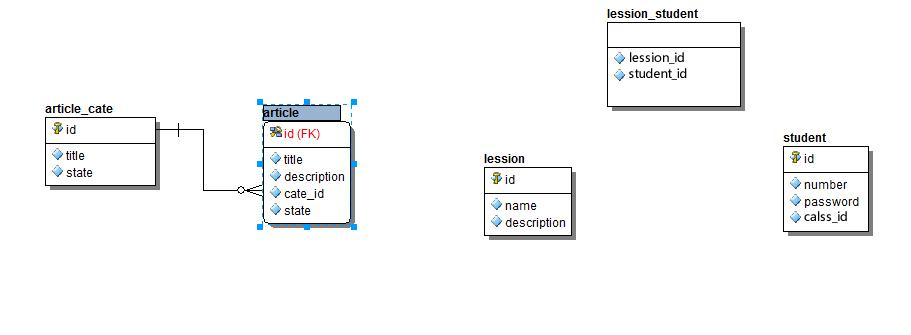 article_cate
id
title
state
article
id (FK)
title
description
cate_id
state
lession
id
name
description
lession_student
lession_id
student_id
student
id
number
password
calss_id